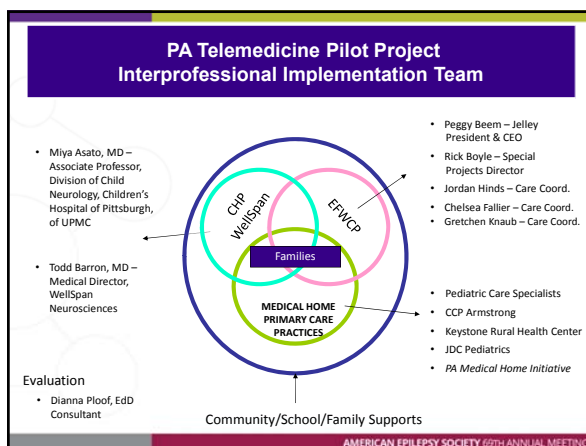 PA Telemedicine Pilot Project
Interprofessional Implementation Team
• Miya Asato, MD –
Associate Professor,
Division of Child
Neurology, Children's
Hospital of Pittsburgh,
of UPMC
• Todd Barron, MD –
Medical Director,
WellSpan
Neurosciences
Evaluation
• Dianna Ploof, EdD
Consultant
CHP
WellSpan
EFWCP
Families
MEDICAL HOME
PRIMARY CARE
PRACTICES
• Peggy Beem – Jelley
President & CEO
• Rick Boyle – Special
Projects Director
• Jordan Hinds – Care Coord.
• Chelsea Fallier – Care Coord.
• Gretchen Knaub – Care Coord.
• Pediatric Care Specialists
• CCP Armstrong
• Keystone Rural Health Center
• JDC Pediatrics
• PA Medical Home Initiative
Community/School/Family Supports
AMERICAN EPILEPSY SOCIETY 69TH ANNUAL MEETING